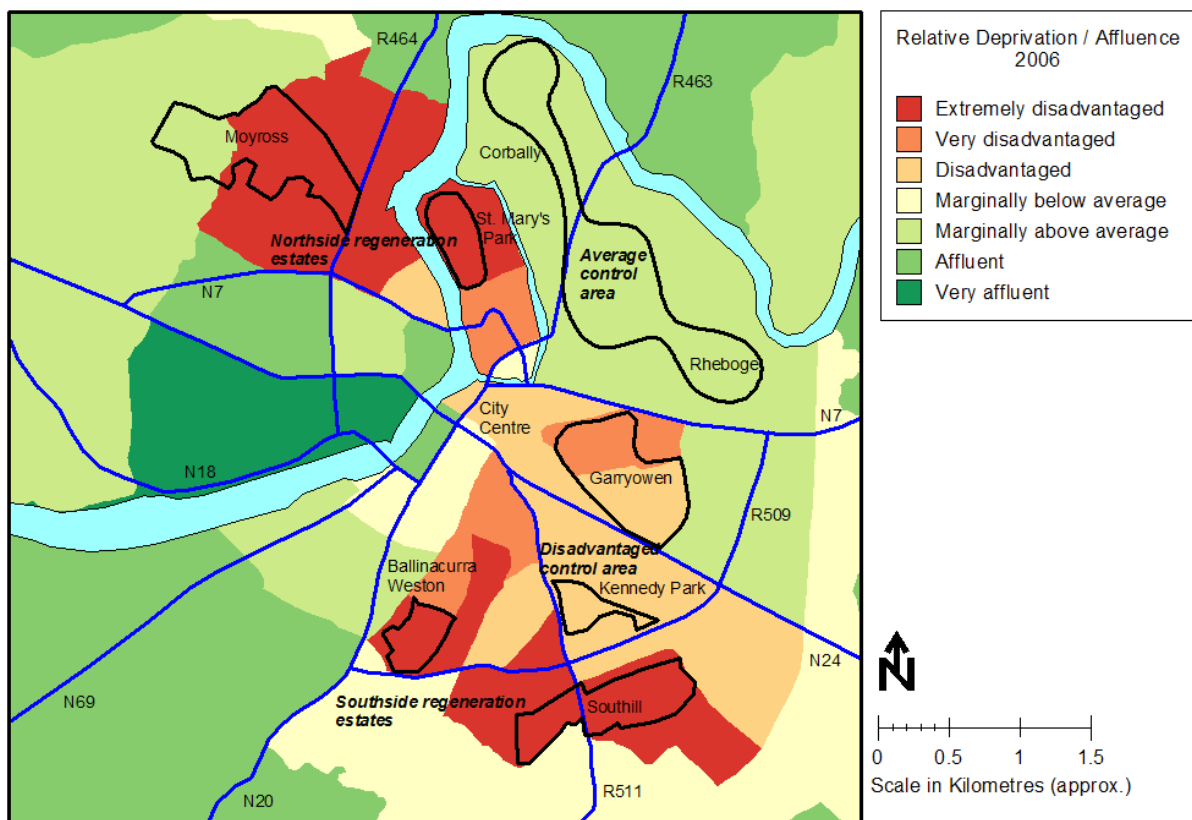 R464
R463
Moyross
Corbally
St. Mary's
Park
Northside regeneration
estates
Average
control
area
N7
Rheboge
City
Centre
N7
N18
Garryowen
R509
Disadvantaged
control area
Ballinacurra
Weston
Kennedy Park
N24
N69
Southside regeneration
estates
Southill
N20
R511
Relative Deprivation / Affluence
2006
Extremely disadvantaged
Very disadvantaged
Disadvantaged
Marginally below average
Marginally above average
Affluent
Very affluent
N
0 0.5 1 1.5
Scale in Kilometres (approx.)